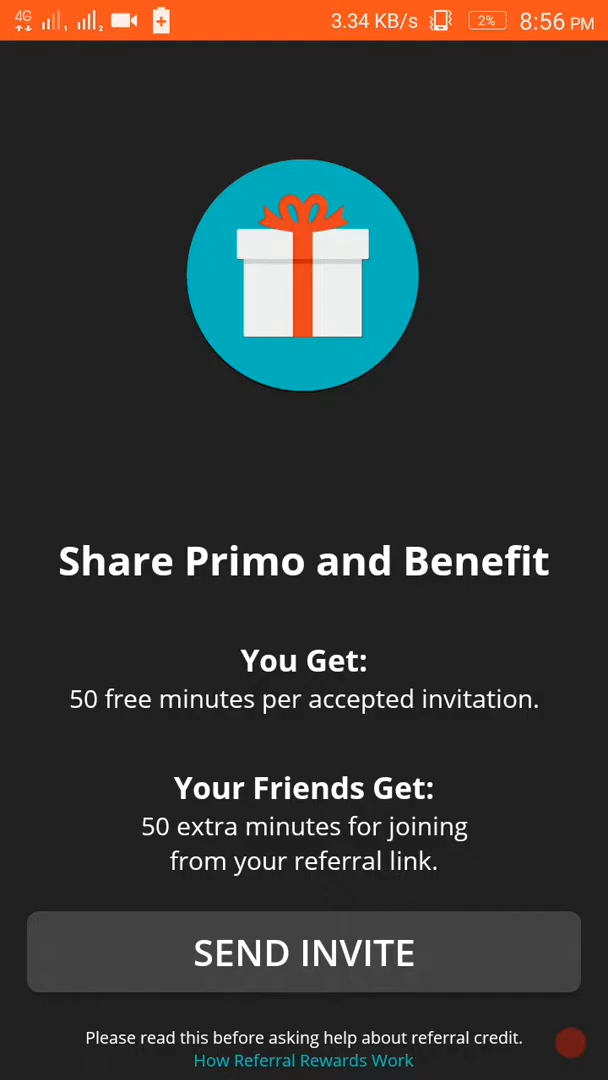 4G 1 2 3.34 KB/s 2% 8:56 PM
Share Primo and Benefit
You Get:
50 free minutes per accepted invitation.
Your Friends Get:
50 extra minutes for joining
from your referral link.
SEND INVITE
Please read this before asking help about referral credit.
How Referral Rewards Work